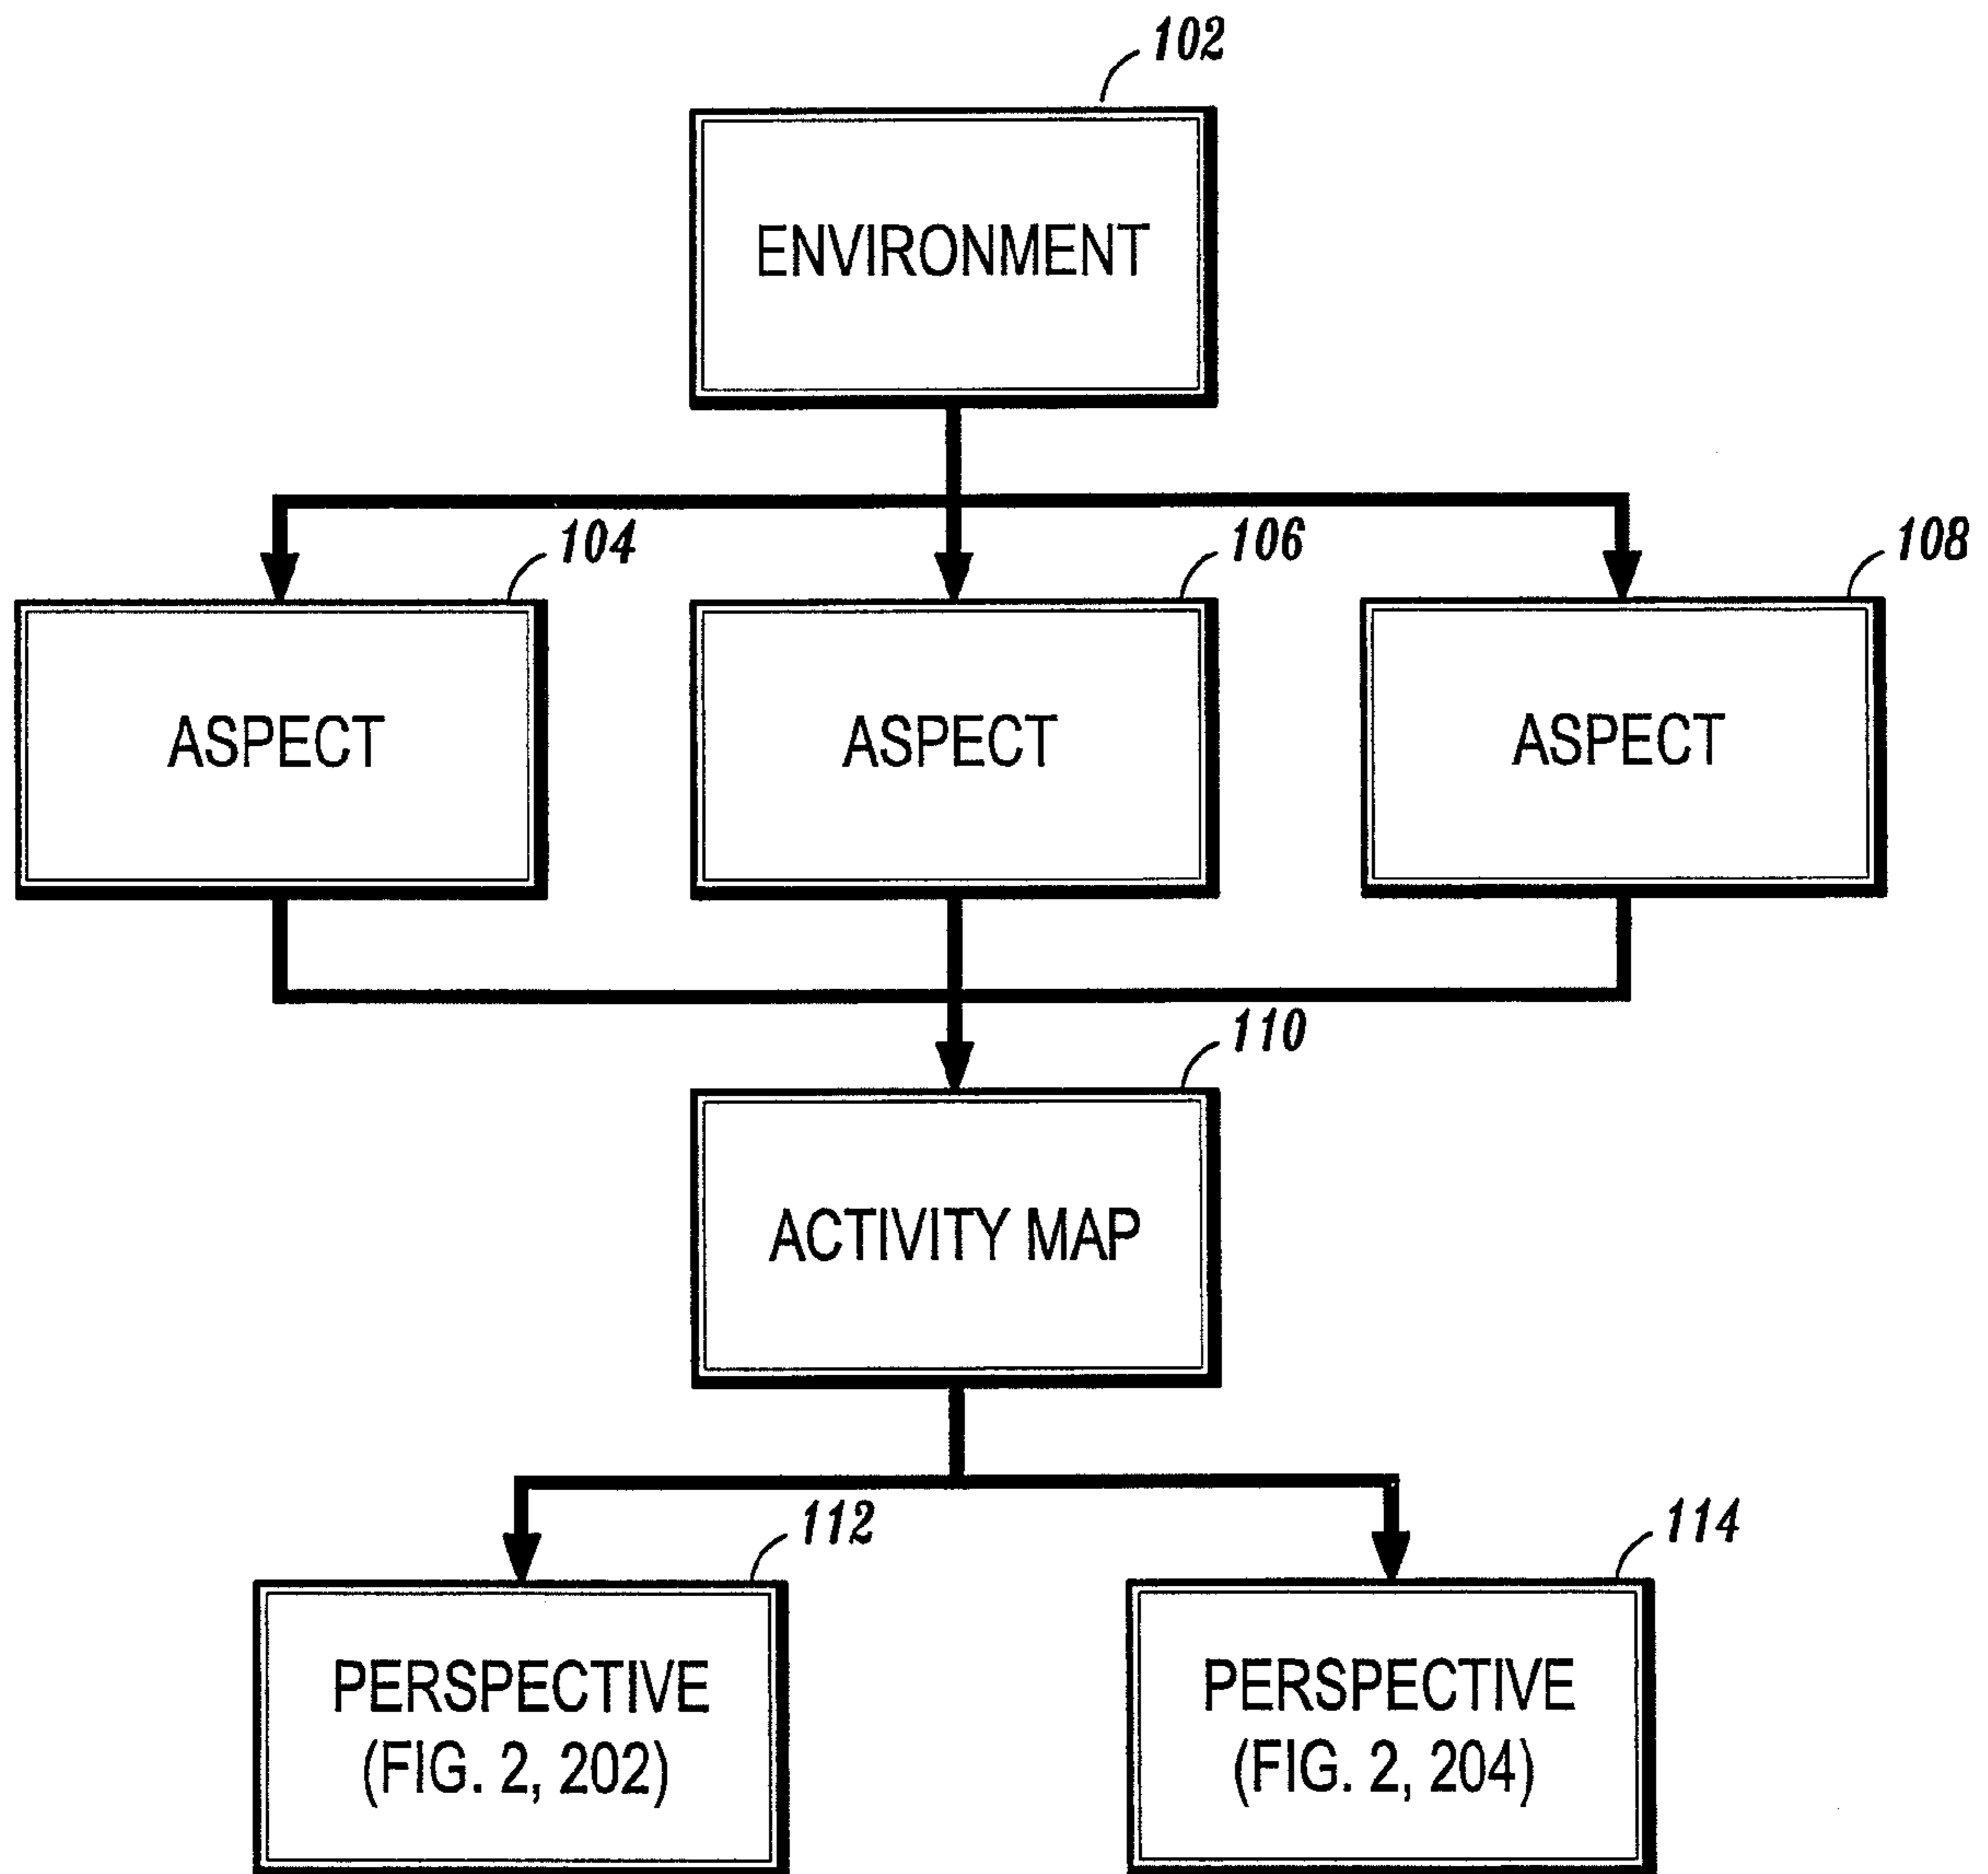 102
ENVIRONMENT
104
106
108
ASPECT
ASPECT
ASPECT
110
ACTIVITY MAP
112
114
PERSPECTIVE
(FIG. 2, 202)
PERSPECTIVE
(FIG. 2, 204)